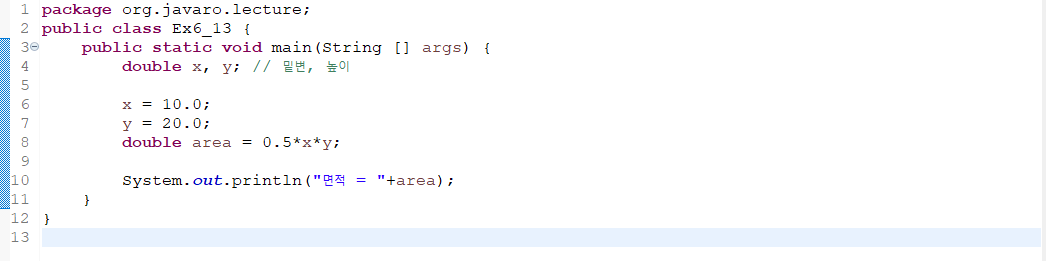 1 package org.javaro.lecture;
2 public class Ex6_13 {
3 public static void main(String [] args) {
4 double x, y; // 밑변, 높이
5
6 x = 10.0;
7 y = 20.0;
8 double area = 0.5*x*y;
9
10 System.out.println("면적 = "+area);
11 }
12 }
13